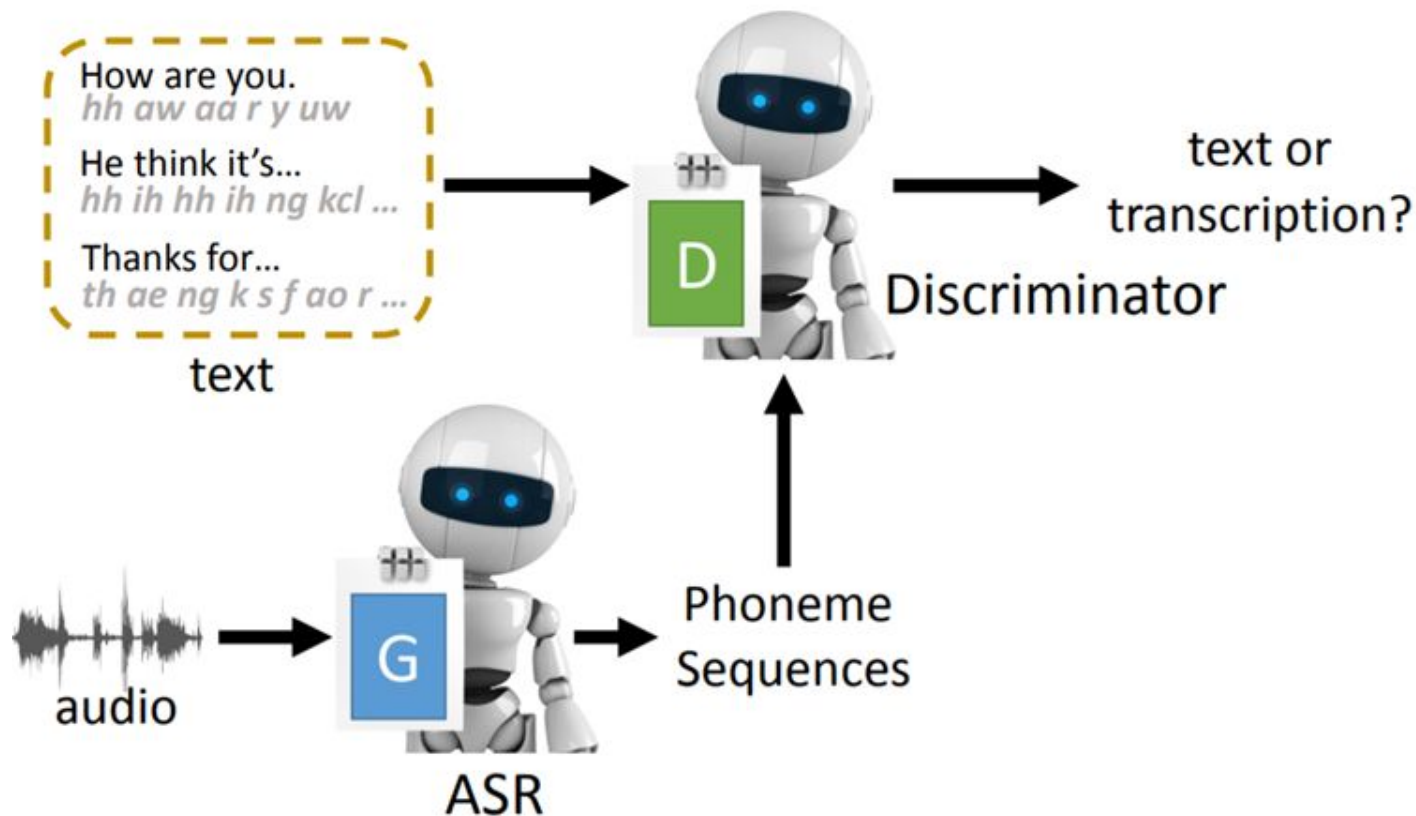 How are you.
hh aw aa r y uw
He think it's...
hh ih hh ih ng kcl ...
Thanks for...
th ae ng k s f ao r ...
text
D
text or
transcription?
Discriminator
audio
G
ASR
Phoneme
Sequences